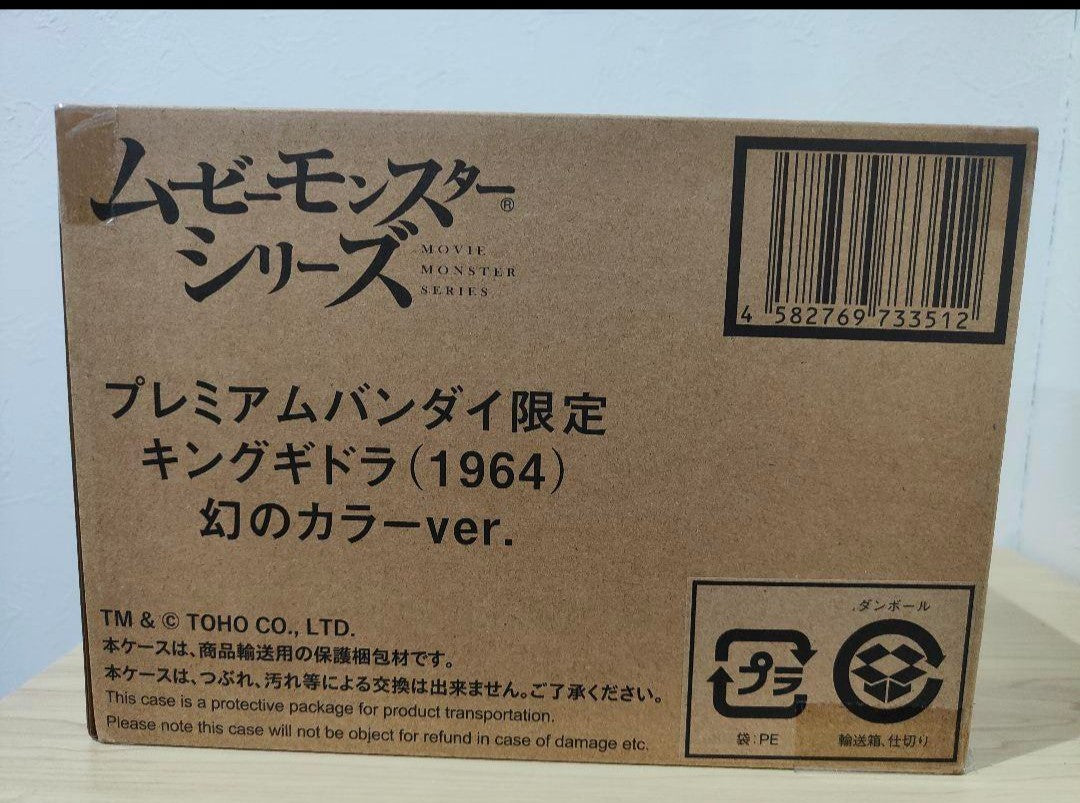 ムービーモンスター®
シリーズ
MOVIE
MONSTER
SERIES
4 582769 733512
プレミアムバンダイ限定
キングギドラ(1964)
幻のカラーver.
TM & © TOHO CO., LTD.
本ケースは、商品輸送用の保護梱包材です。
本ケースは、つぶれ、汚れ等による交換は出来ません。ご了承ください。
This case is a protective package for product transportation.
Please note this case will not be object for refund in case of damage etc.
ダンボール
プラ
袋:PE
輸送箱、仕切り